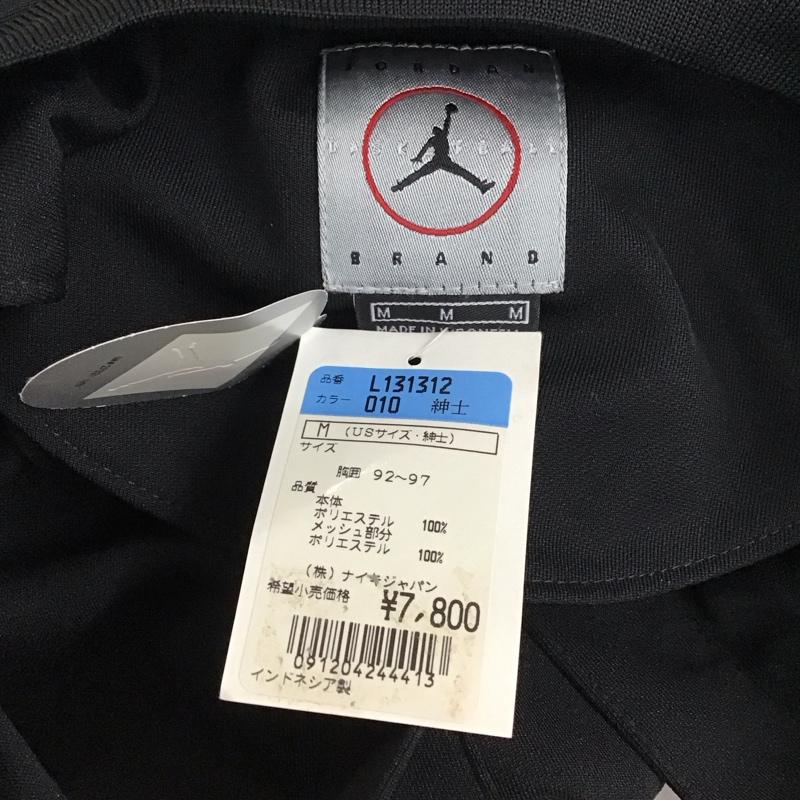 JORDAN
BASKETBALL
BRAND
M M M
MADE IN INDONESIA
品番 L131312
カラー 010 紳士
M (USサイズ・紳士)
サイズ
胸囲 92~97
品質
本体
ポリエステル 100%
メッシュ部分
ポリエステル 100%
(株)ナイキジャパン
希望小売価格 ¥7,800
091204244413
インドネシア製